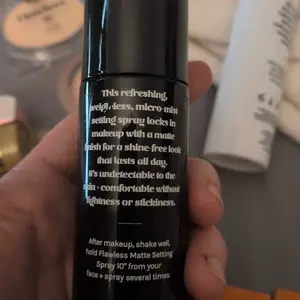 This refreshing,
weightless, micro-mist
setting spray locks in
makeup with a matte
finish for a shine-free look
that lasts all day.
It's undetectable to the
skin + comfortable without
tightness or stickiness.
After makeup, shake well,
hold Flawless Matte Setting
Spray 10" from your
face + spray several times.